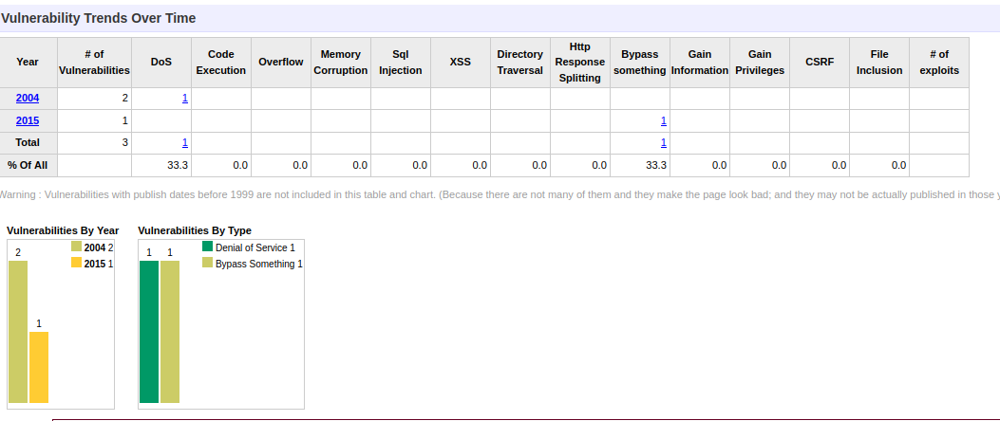 Vulnerability Trends Over Time
Year # of Vulnerabilities DoS Code Execution Overflow Memory Corruption Sql Injection XSS Directory Traversal Http Response Splitting Bypass something Gain Information Gain Privileges CSRF File Inclusion # of exploits
2004 2 1
2015 1 1
Total 3 1 1
% Of All 33.3 0.0 0.0 0.0 0.0 0.0 0.0 0.0 33.3 0.0 0.0 0.0 0.0
Warning : Vulnerabilities with publish dates before 1999 are not included in this table and chart. (Because there are not many of them and they make the page look bad; and they may not be actually published in those
Vulnerabilities By Year
2004 2
2015 1
2
1
Vulnerabilities By Type
Denial of Service 1
Bypass Something 1
1 1